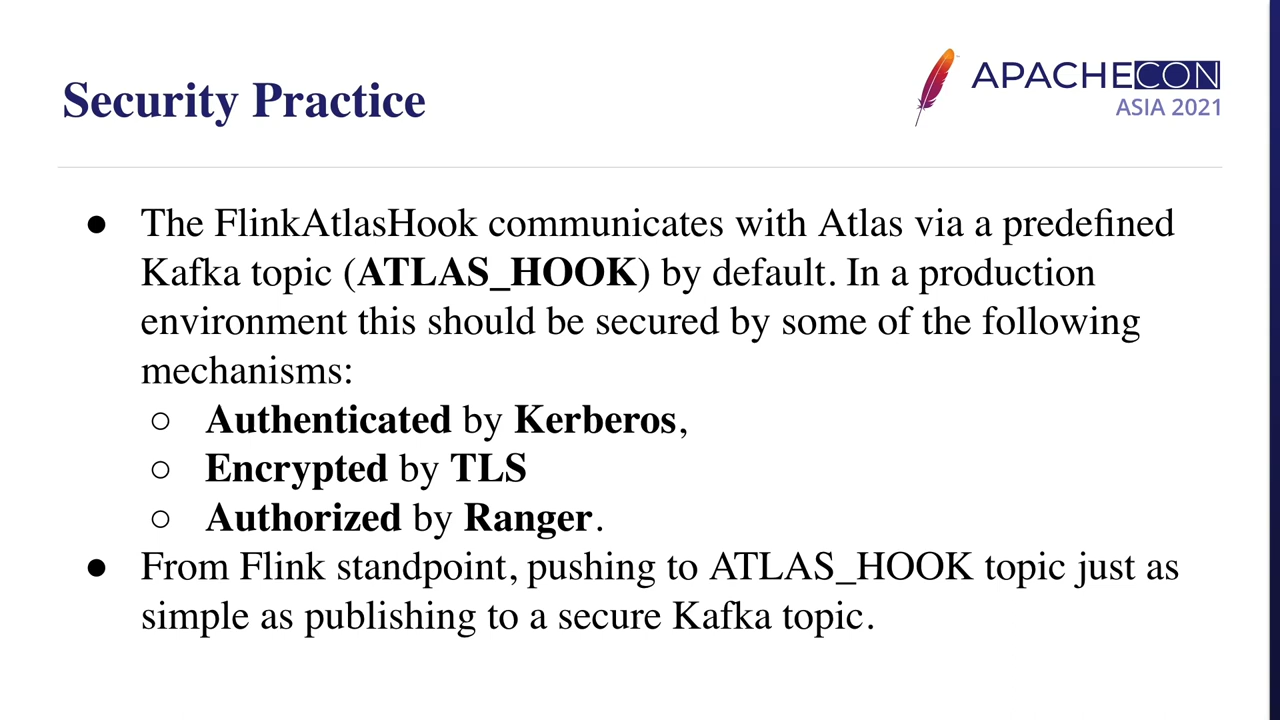 Security Practice
APACHECON
ASIA 2021
● The FlinkAtlasHook communicates with Atlas via a predefined
Kafka topic (ATLAS_HOOK) by default. In a production
environment this should be secured by some of the following
mechanisms:
○ Authenticated by Kerberos,
○ Encrypted by TLS
○ Authorized by Ranger.
● From Flink standpoint, pushing to ATLAS_HOOK topic just as
simple as publishing to a secure Kafka topic.